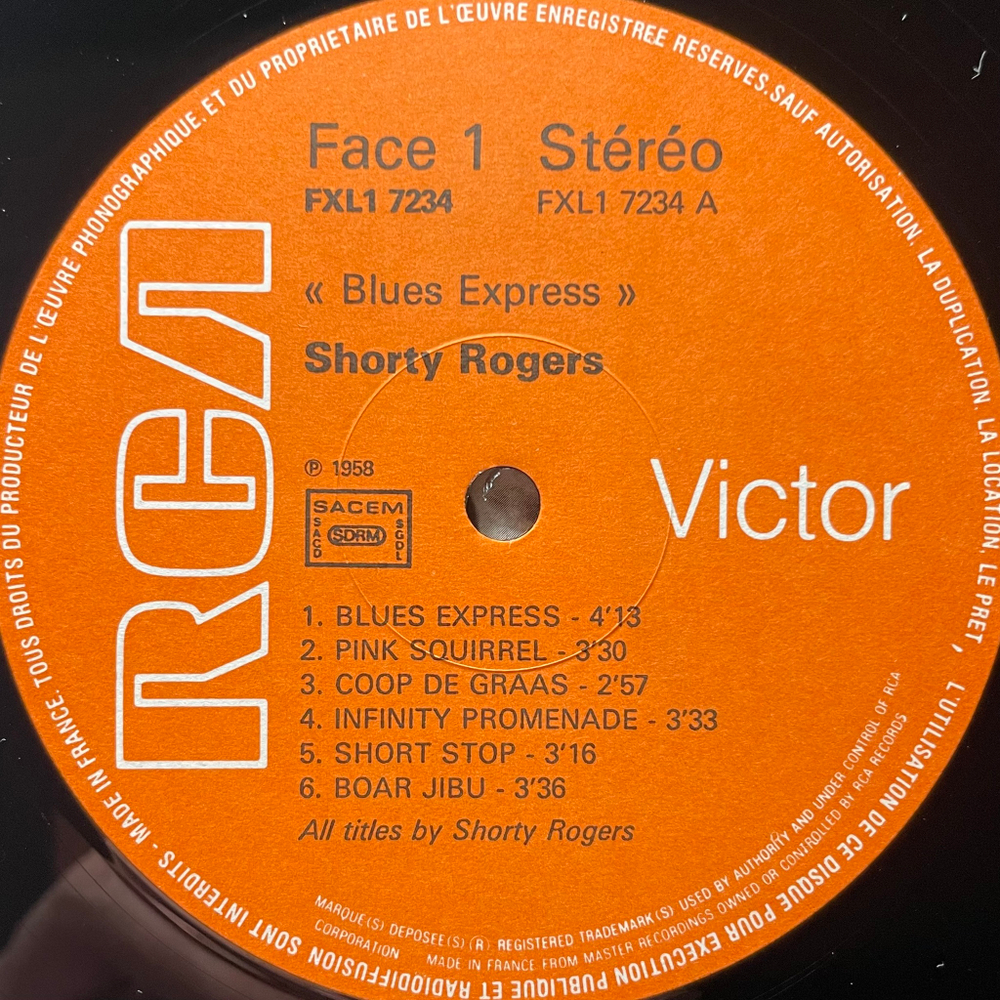 TOUS DROITS DU PRODUCTEUR DE L'ŒUVRE PHONOGRAPHIQUE.ET DU PROPRIETAIRE DE L'ŒUVRE ENREGISTREE RESERVES.SAUF AUTORISATION. LA DUPLICATION. LA LOCATION. LE PRET, L'UTILISATION DE CE DISQUE POUR EXECUTION PUBLIQUE ET RADIODIFFUSION SONT INTERDITS - MADE IN FRANCE.
Face 1 Stéréo
FXL1 7234 FXL1 7234 A
« Blues Express »
Shorty Rogers
RCA
Victor
℗ 1958
SACEM
SACD SDRM SGDL
1. BLUES EXPRESS - 4'13
2. PINK SQUIRREL - 3'30
3. COOP DE GRAAS - 2'57
4. INFINITY PROMENADE - 3'33
5. SHORT STOP - 3'16
6. BOAR JIBU - 3'36
All titles by Shorty Rogers
MARQUE(S) DEPOSEE(S) (R) REGISTERED TRADEMARK(S) USED BY AUTHORITY AND UNDER CONTROL OF RCA
CORPORATION MADE IN FRANCE FROM MASTER RECORDINGS OWNED OR CONTROLLED BY RCA RECORDS